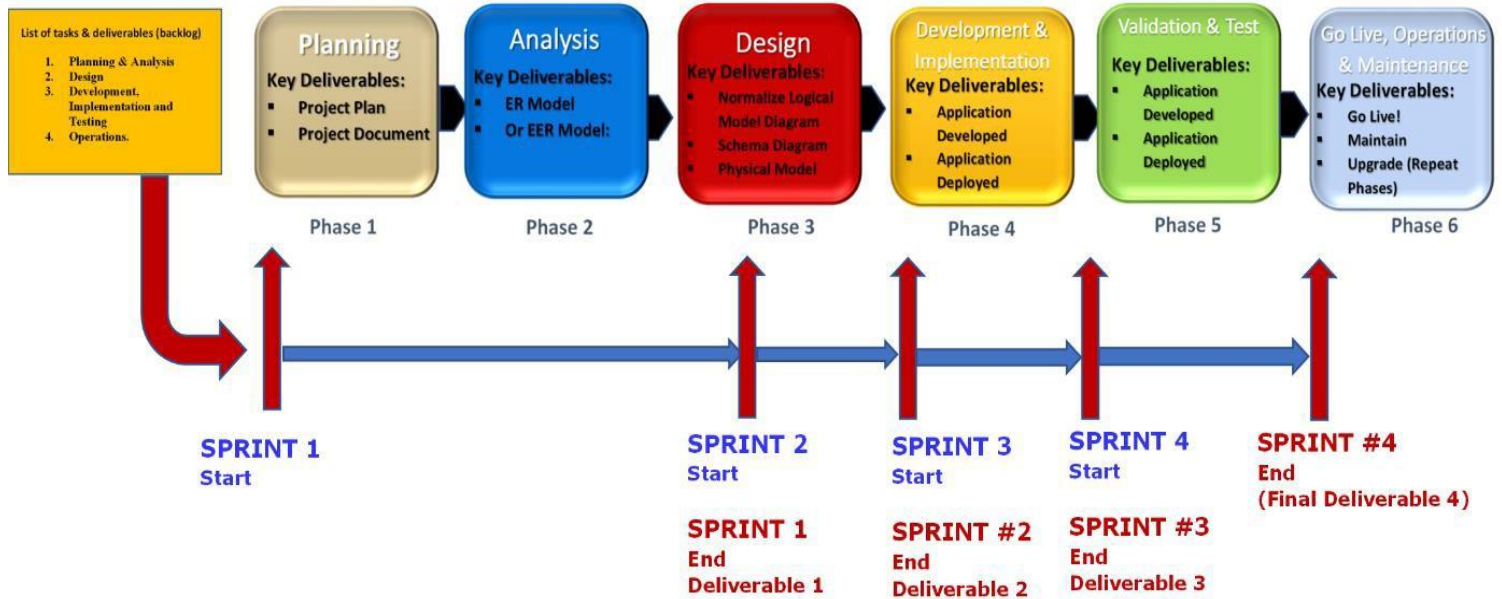 List of tasks & deliverables (backlog)
1. Planning & Analysis
2. Design
3. Development,
Implementation and
Testing
4. Operations.
Planning
Key Deliverables:
▪ Project Plan
▪ Project Document
Phase 1
Analysis
Key Deliverables:
▪ ER Model
▪ Or EER Model:
Phase 2
Design
Key Deliverables:
▪ Normalize Logical
Model Diagram
▪ Schema Diagram
▪ Physical Model
Phase 3
Development &
Implementation
Key Deliverables:
▪ Application
Developed
▪ Application
Deployed
Phase 4
Validation & Test
Key Deliverables:
▪ Application
Developed
▪ Application
Deployed
Phase 5
Go Live, Operations
& Maintenance
Key Deliverables:
▪ Go Live!
▪ Maintain
▪ Upgrade (Repeat
Phases)
Phase 6
SPRINT 1
Start
SPRINT 2
Start
SPRINT 1
End
Deliverable 1
SPRINT 3
Start
SPRINT #2
End
Deliverable 2
SPRINT 4
Start
SPRINT #3
End
Deliverable 3
SPRINT #4
End
(Final Deliverable 4)